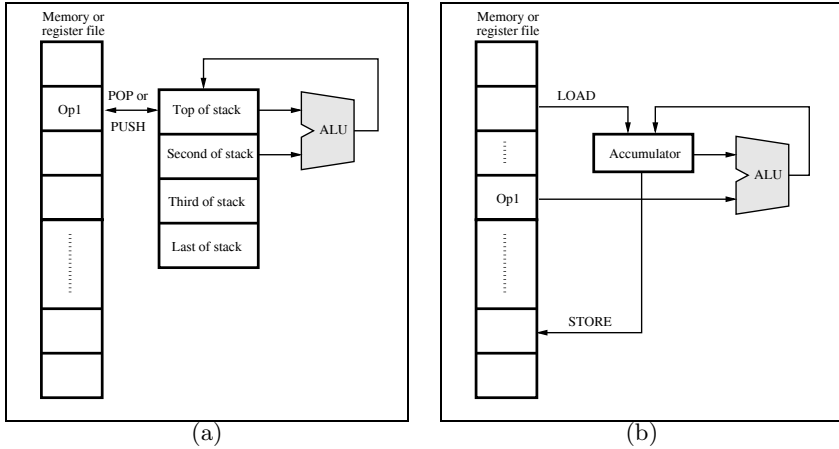 Memory or
register file
Op1
POP or
PUSH
Top of stack
Second of stack
Third of stack
Last of stack
ALU
(a)
Memory or
register file
LOAD
Accumulator
ALU
Op1
STORE
(b)